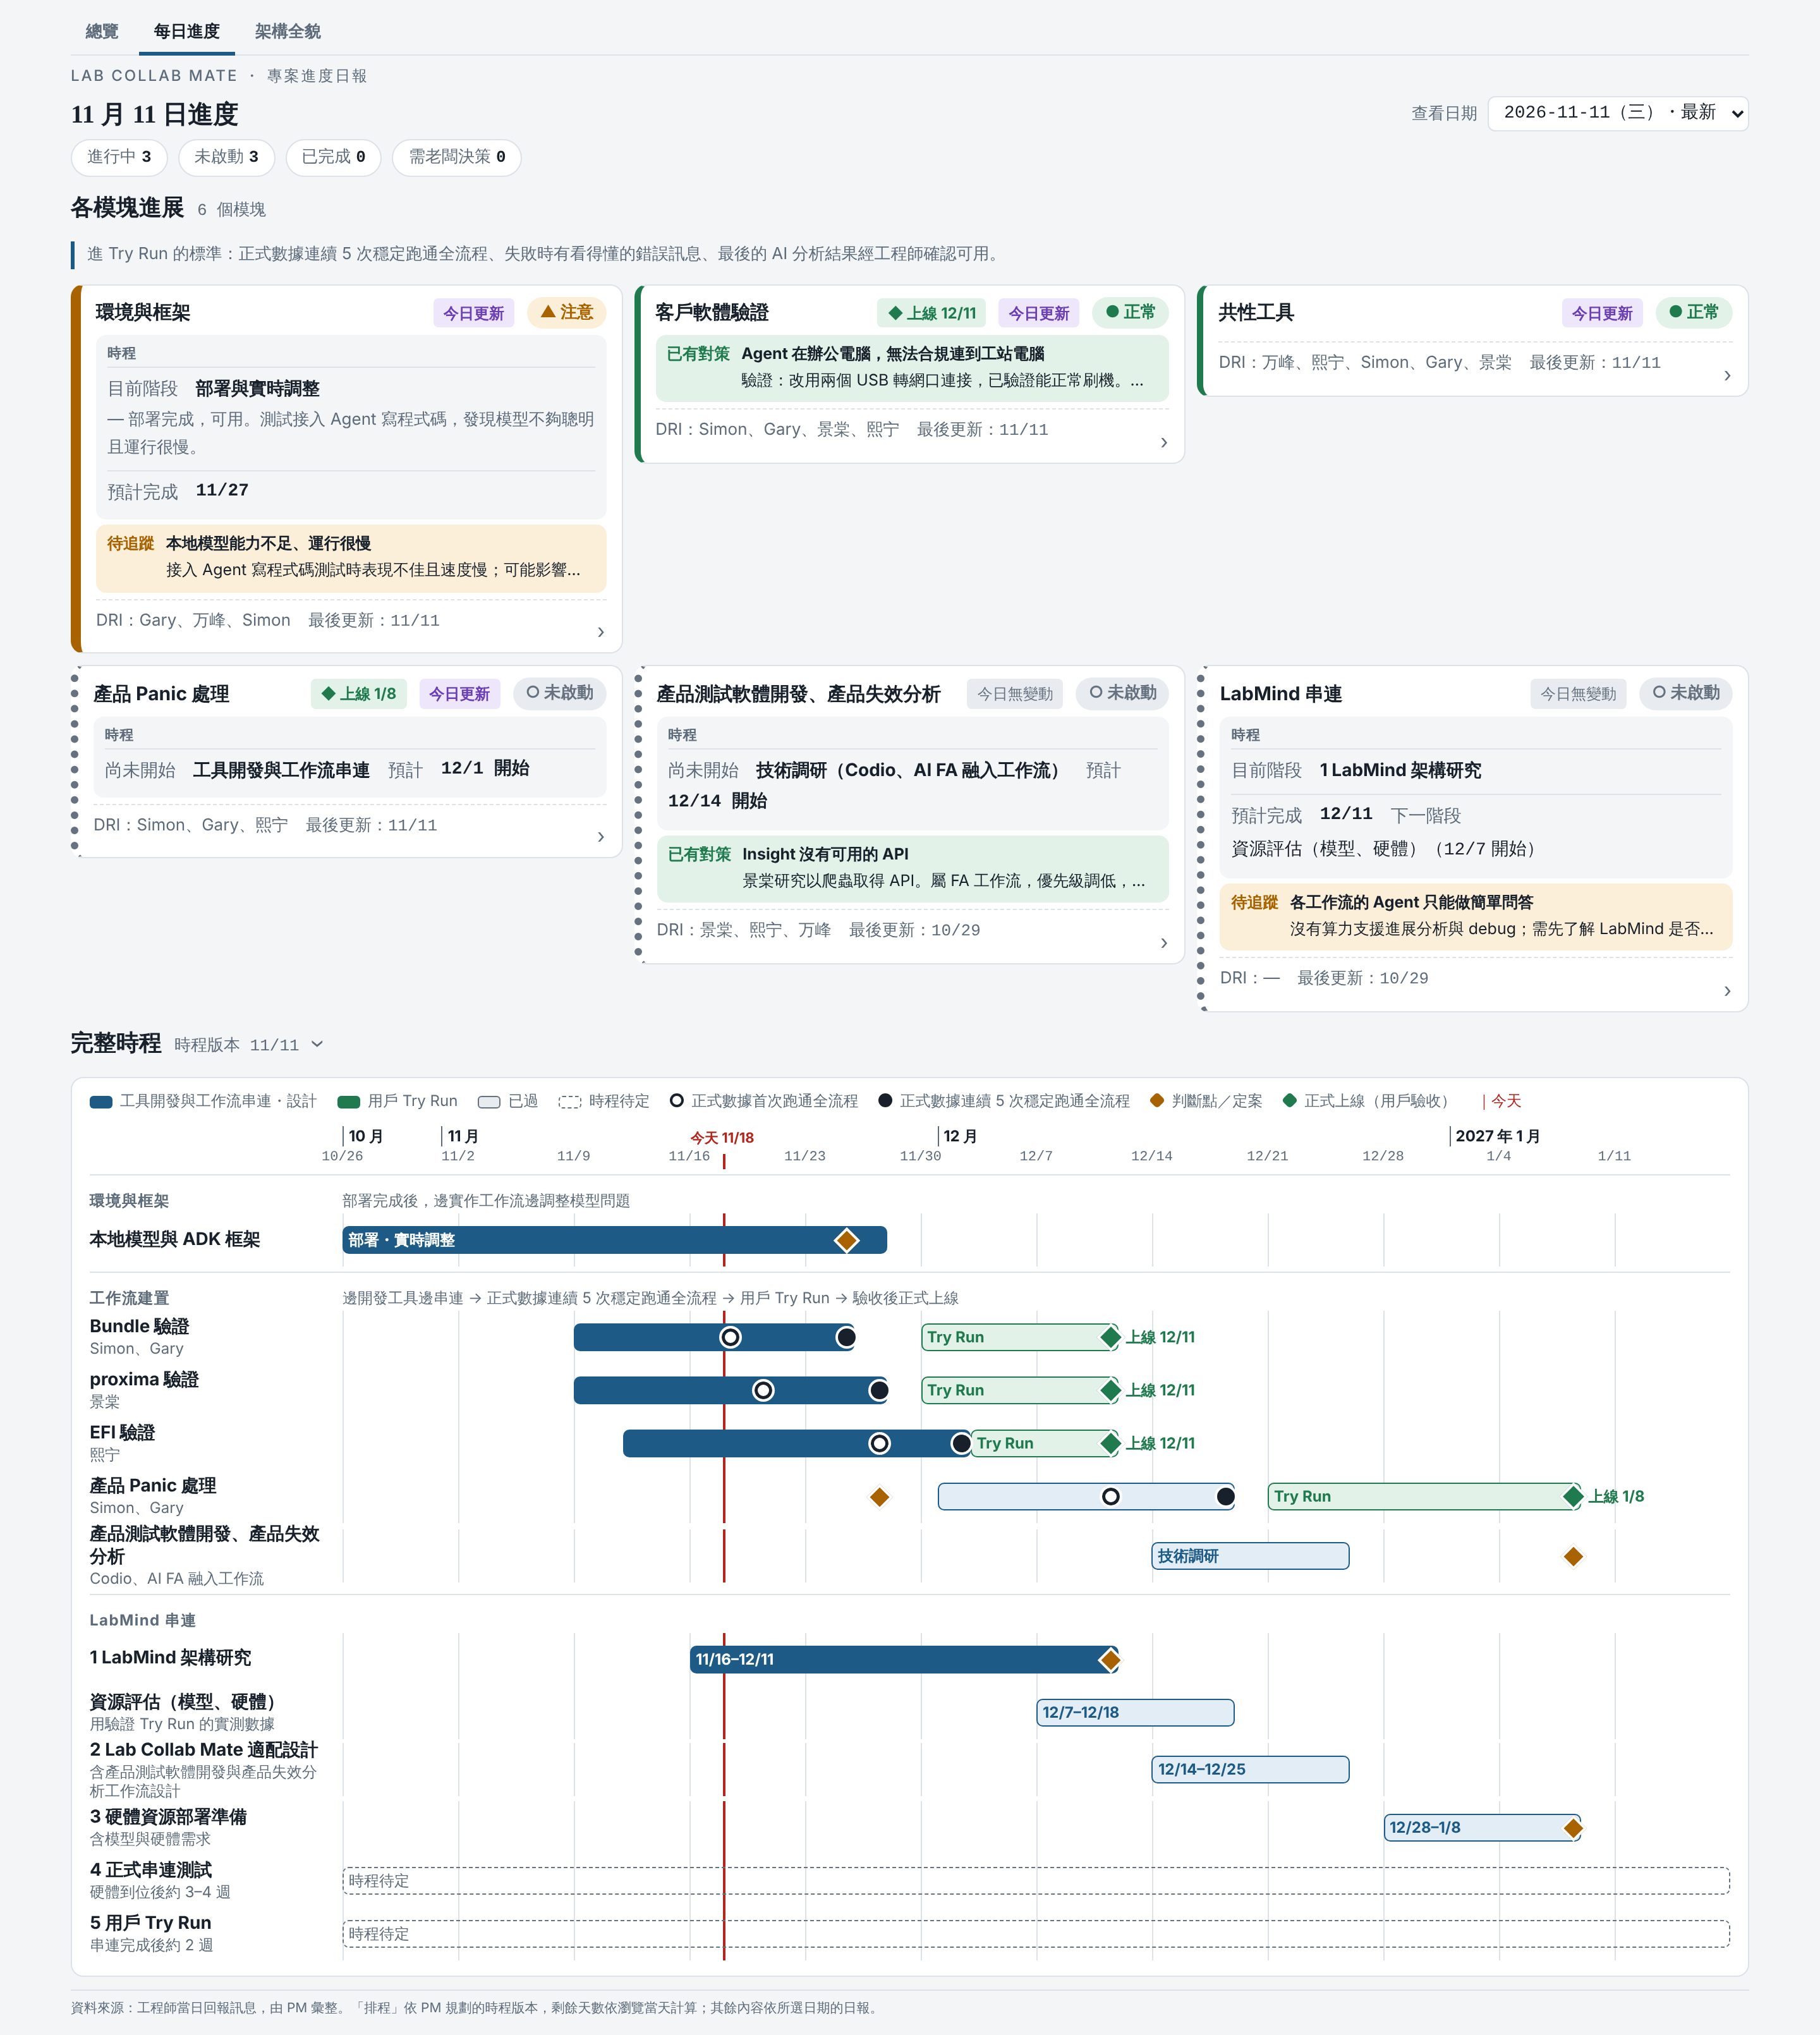 總覽 每日進度 架構全貌
LAB COLLAB MATE · 專案進度日報
11 月 11 日進度
查看日期 2026-11-11（三）・最新
進行中 3 未啟動 3 已完成 0 需老闆決策 0
各模塊進展 6 個模塊
進 Try Run 的標準：正式數據連續 5 次穩定跑通全流程、失敗時有看得懂的錯誤訊息、最後的 AI 分析結果經工程師確認可用。
環境與框架 今日更新 ▲ 注意
時程
目前階段 部署與實時調整
— 部署完成，可用。測試接入 Agent 寫程式碼，發現模型不夠聰明
且運行很慢。
預計完成 11/27
待追蹤 本地模型能力不足、運行很慢
接入 Agent 寫程式碼測試時表現不佳且速度慢；可能影響...
DRI：Gary、万峰、Simon 最後更新：11/11
客戶軟體驗證 ◆ 上線 12/11 今日更新 ● 正常
已有對策 Agent 在辦公電腦，無法合規連到工站電腦
驗證：改用兩個 USB 轉網口連接，已驗證能正常刷機。...
DRI：Simon、Gary、景棠、熙宁 最後更新：11/11
共性工具 今日更新 ● 正常
DRI：万峰、熙宁、Simon、Gary、景棠 最後更新：11/11
產品 Panic 處理 ◆ 上線 1/8 今日更新 ○ 未啟動
時程
尚未開始 工具開發與工作流串連 預計 12/1 開始
DRI：Simon、Gary、熙宁 最後更新：11/11
產品測試軟體開發、產品失效分析 今日無變動 ○ 未啟動
時程
尚未開始 技術調研（Codio、AI FA 融入工作流） 預計
12/14 開始
已有對策 Insight 沒有可用的 API
景棠研究以爬蟲取得 API。屬 FA 工作流，優先級調低，...
DRI：景棠、熙宁、万峰 最後更新：10/29
LabMind 串連 今日無變動 ○ 未啟動
時程
目前階段 1 LabMind 架構研究
預計完成 12/11 下一階段
資源評估（模型、硬體）（12/7 開始）
待追蹤 各工作流的 Agent 只能做簡單問答
沒有算力支援進展分析與 debug；需先了解 LabMind 是否...
DRI：— 最後更新：10/29
完整時程 時程版本 11/11
工具開發與工作流串連・設計 用戶 Try Run 已過 時程待定 正式數據首次跑通全流程 正式數據連續 5 次穩定跑通全流程 判斷點／定案 正式上線（用戶驗收） | 今天
10 月 11 月 今天 11/18 12 月 2027 年 1 月
10/26 11/2 11/9 11/16 11/23 11/30 12/7 12/14 12/21 12/28 1/4 1/11
環境與框架 部署完成後，邊實作工作流邊調整模型問題
本地模型與 ADK 框架 部署・實時調整
工作流建置 邊開發工具邊串連 → 正式數據連續 5 次穩定跑通全流程 → 用戶 Try Run → 驗收後正式上線
Bundle 驗證 Try Run 上線 12/11
Simon、Gary
proxima 驗證 Try Run 上線 12/11
景棠
EFI 驗證 Try Run 上線 12/11
熙宁
產品 Panic 處理 Try Run 上線 1/8
Simon、Gary
產品測試軟體開發、產品失效
分析 技術調研
Codio、AI FA 融入工作流
LabMind 串連
1 LabMind 架構研究 11/16–12/11
資源評估（模型、硬體） 12/7–12/18
用驗證 Try Run 的實測數據
2 Lab Collab Mate 適配設計 12/14–12/25
含產品測試軟體開發與產品失效分
析工作流設計
3 硬體資源部署準備 12/28–1/8
含模型與硬體需求
4 正式串連測試 時程待定
硬體到位後約 3–4 週
5 用戶 Try Run 時程待定
串連完成後約 2 週
資料來源：工程師當日回報訊息，由 PM 彙整。「排程」依 PM 規劃的時程版本，剩餘天數依瀏覽當天計算；其餘內容依所選日期的日報。